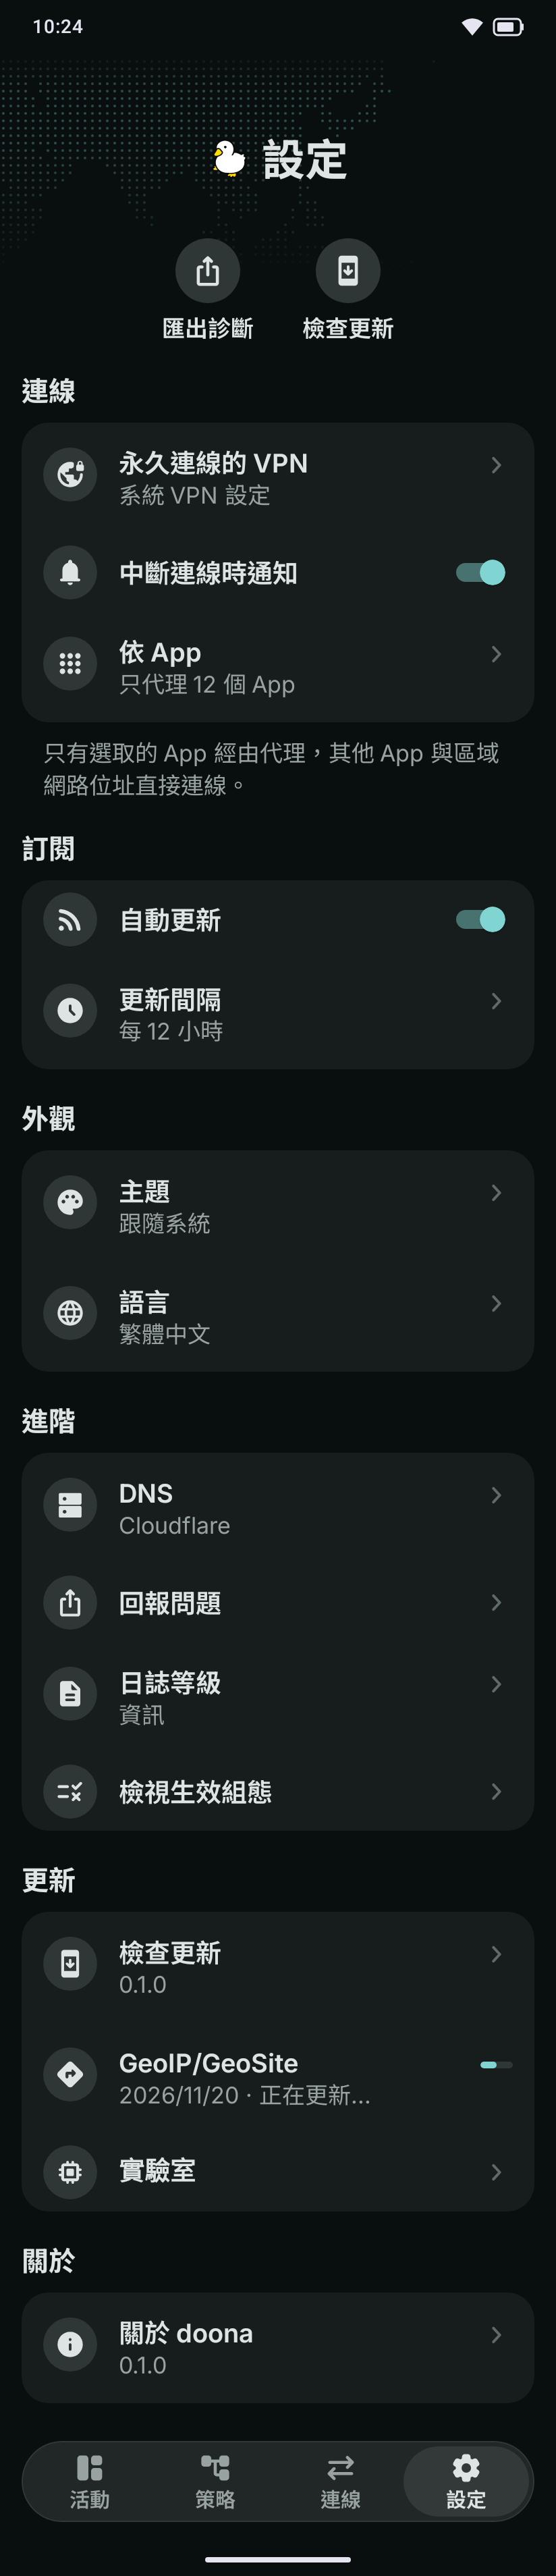 10:24
設定
匯出診斷
檢查更新
連線
永久連線的 VPN
系統 VPN 設定
中斷連線時通知
依 App
只代理 12 個 App
只有選取的 App 經由代理，其他 App 與區域
網路位址直接連線。
訂閱
自動更新
更新間隔
每 12 小時
外觀
主題
跟隨系統
語言
繁體中文
進階
DNS
Cloudflare
回報問題
日誌等級
資訊
檢視生效組態
更新
檢查更新
0.1.0
GeoIP/GeoSite
2026/11/20 · 正在更新…
實驗室
關於
關於 doona
0.1.0
活動
策略
連線
設定